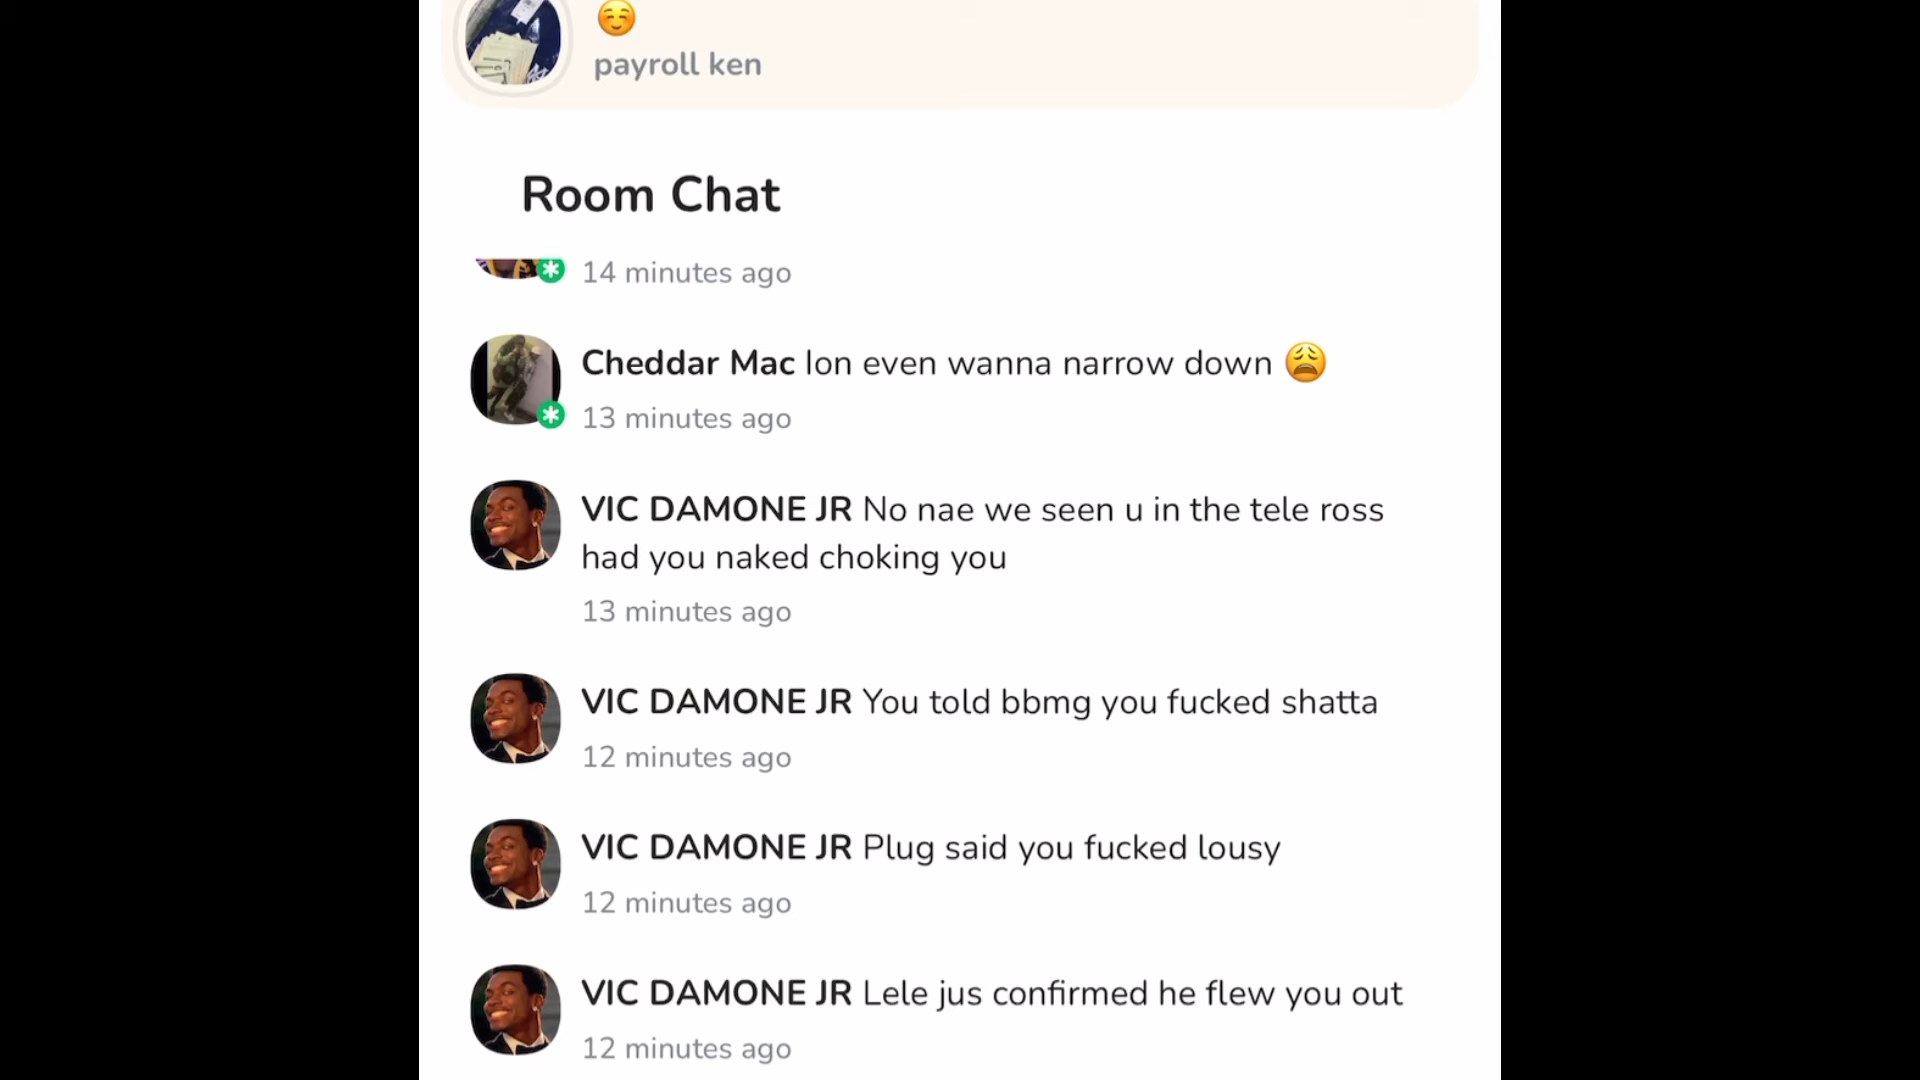 ☺️
payroll ken
Room Chat
14 minutes ago
Cheddar Mac Ion even wanna narrow down 😩
13 minutes ago
VIC DAMONE JR No nae we seen u in the tele ross
had you naked choking you
13 minutes ago
VIC DAMONE JR You told bbmg you fucked shatta
12 minutes ago
VIC DAMONE JR Plug said you fucked lousy
12 minutes ago
VIC DAMONE JR Lele jus confirmed he flew you out
12 minutes ago